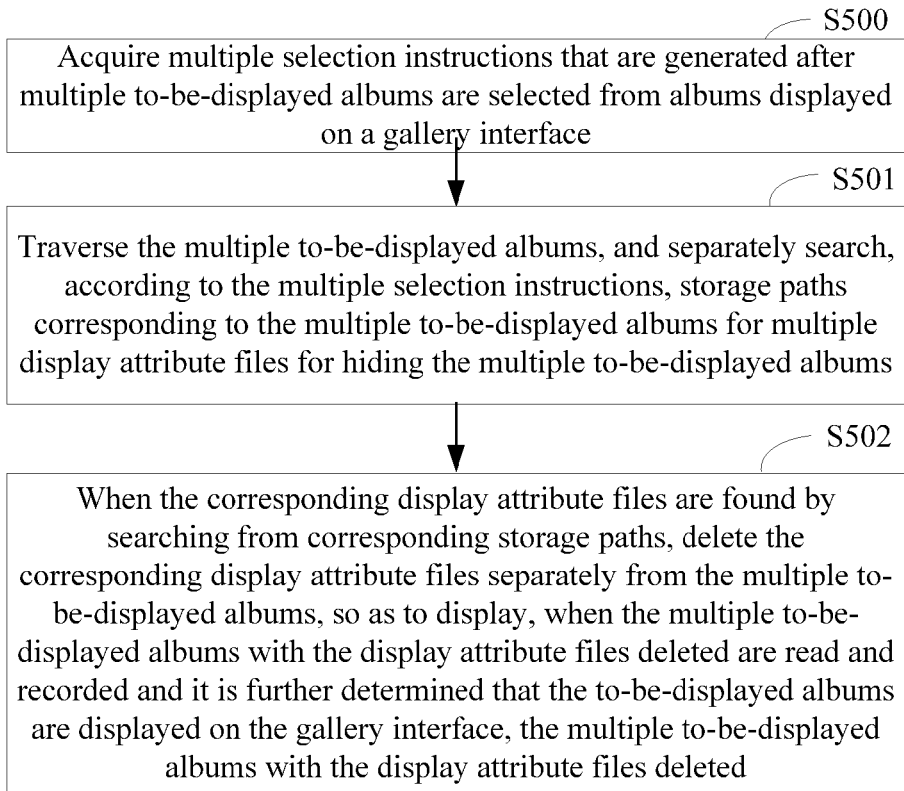 S500
Acquire multiple selection instructions that are generated after
multiple to-be-displayed albums are selected from albums displayed
on a gallery interface
S501
Traverse the multiple to-be-displayed albums, and separately search,
according to the multiple selection instructions, storage paths
corresponding to the multiple to-be-displayed albums for multiple
display attribute files for hiding the multiple to-be-displayed albums
S502
When the corresponding display attribute files are found by
searching from corresponding storage paths, delete the
corresponding display attribute files separately from the multiple to-
be-displayed albums, so as to display, when the multiple to-be-
displayed albums with the display attribute files deleted are read and
recorded and it is further determined that the to-be-displayed albums
are displayed on the gallery interface, the multiple to-be-displayed
albums with the display attribute files deleted